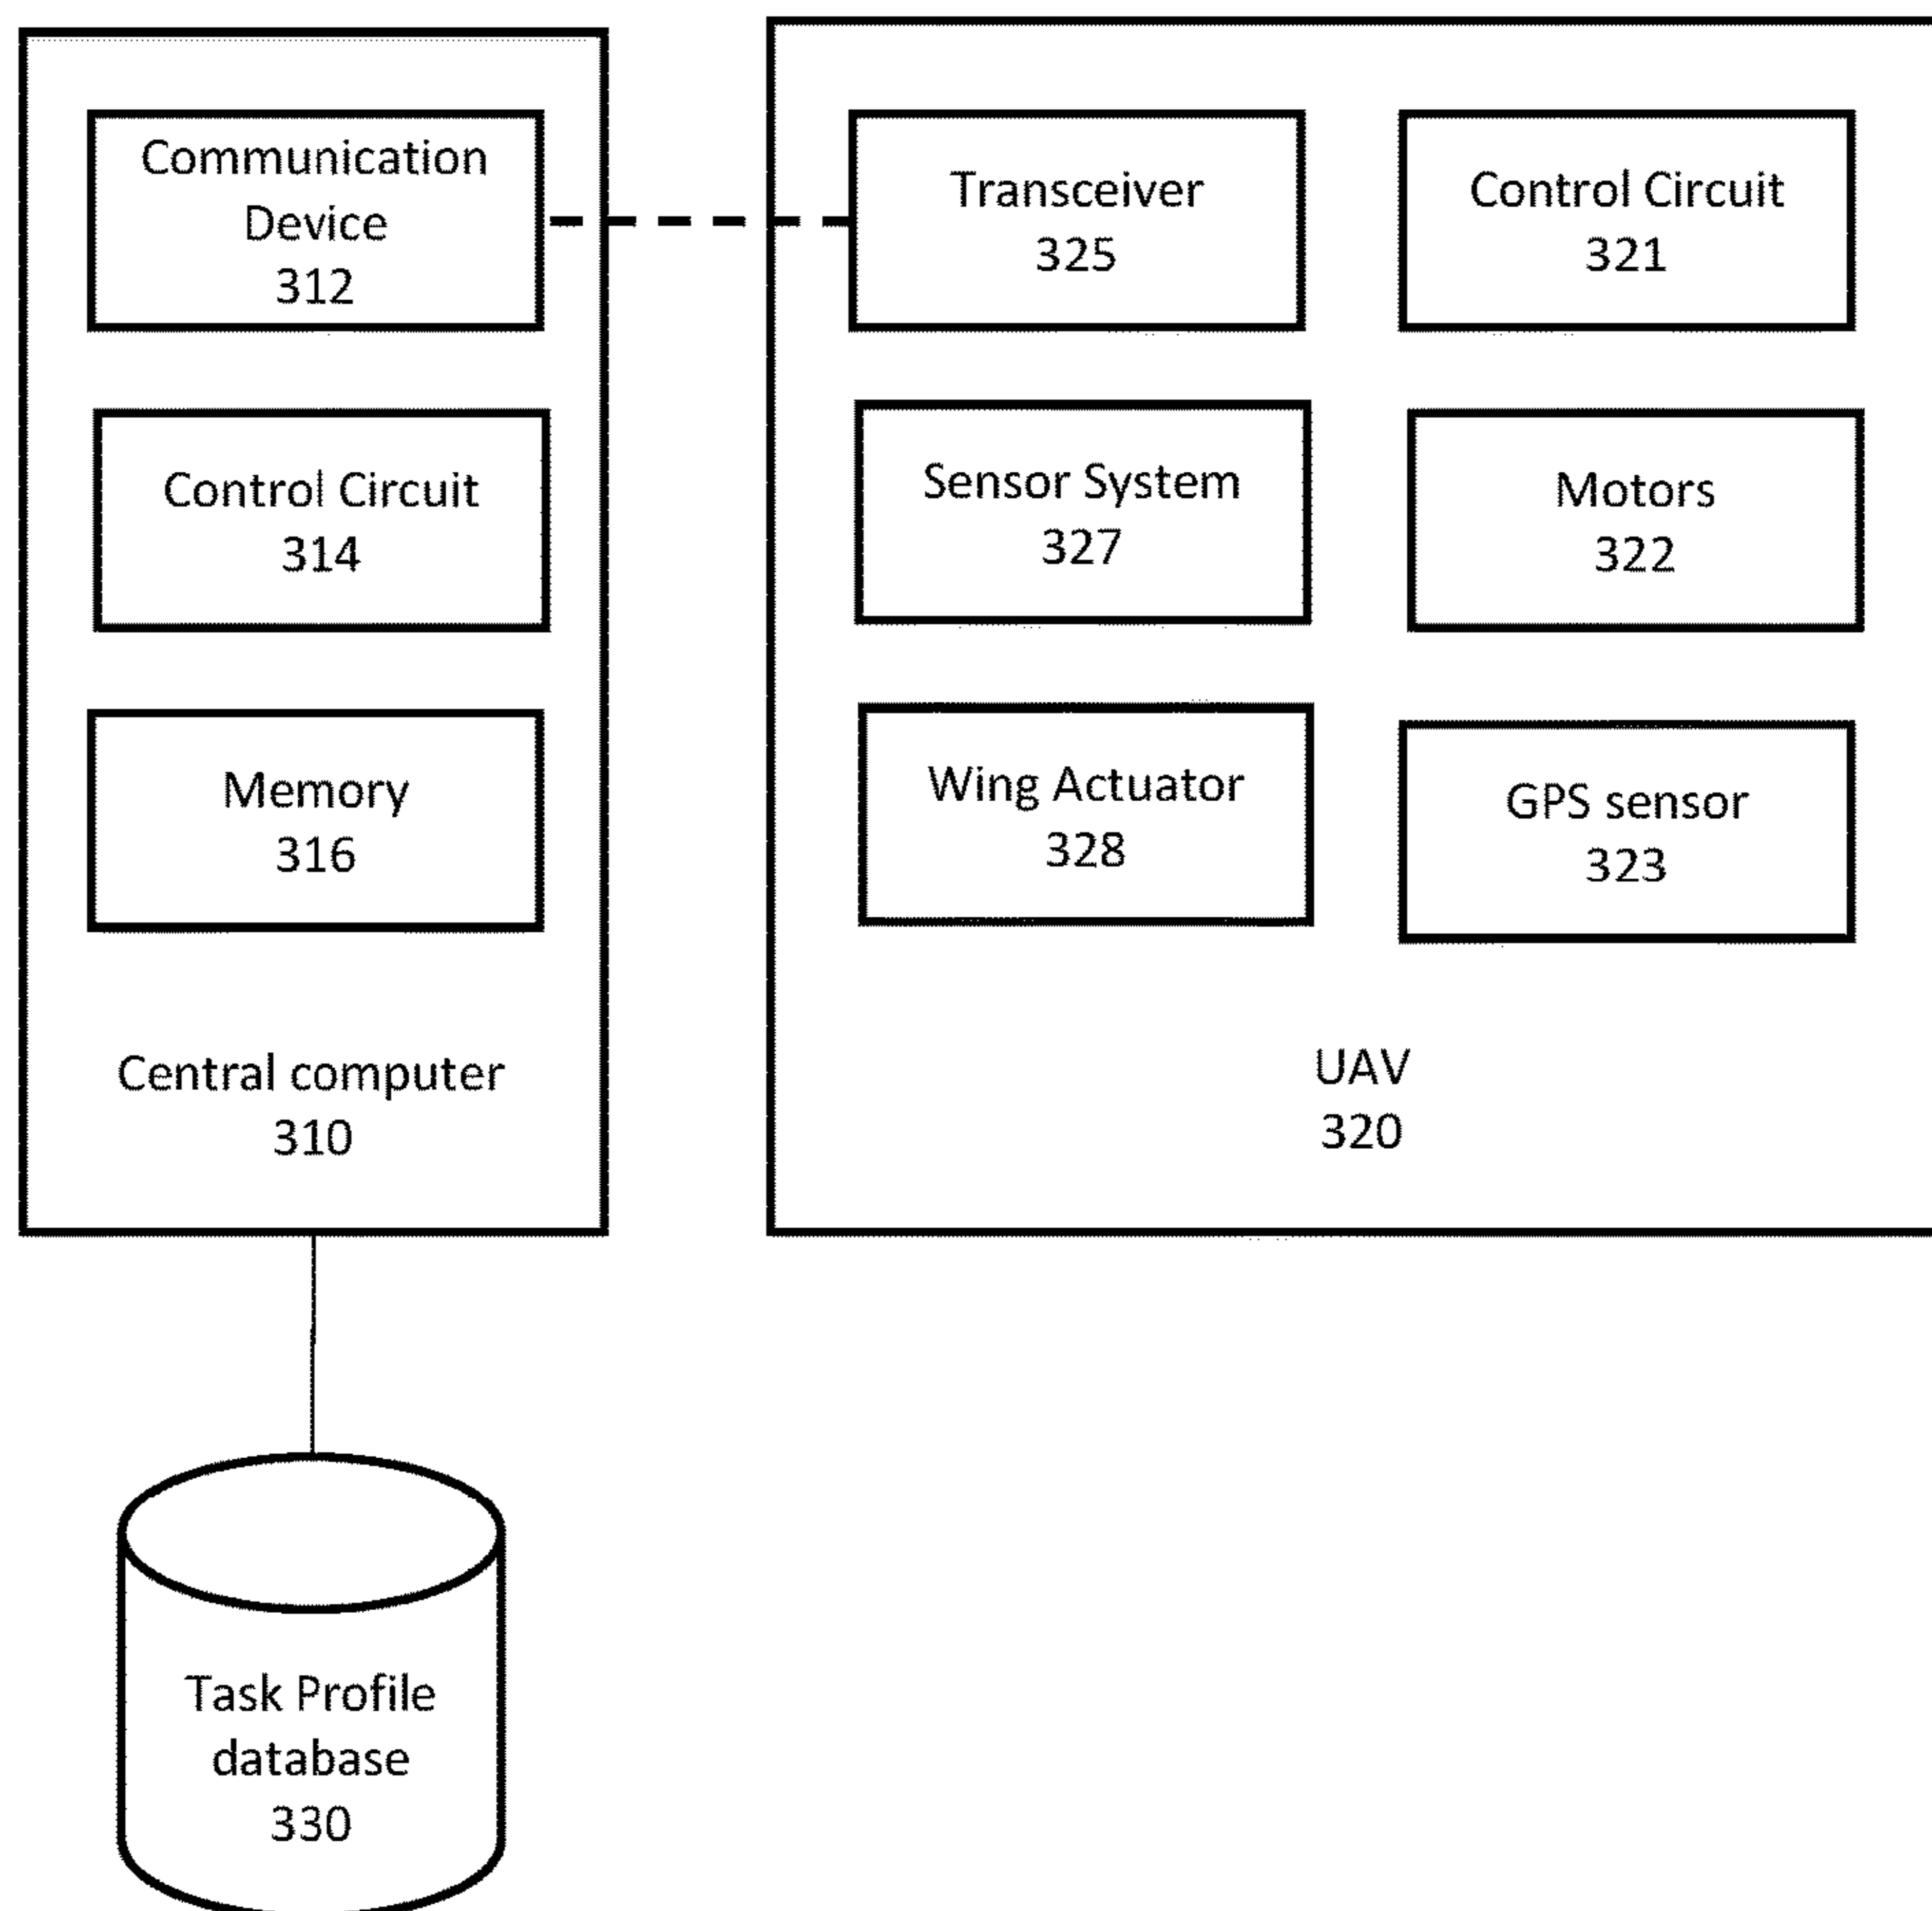 Communication
Device
312
Control Circuit
314
Memory
316
Central computer
310
Transceiver
325
Control Circuit
321
Sensor System
327
Motors
322
Wing Actuator
328
GPS sensor
323
UAV
320
Task Profile
database
330